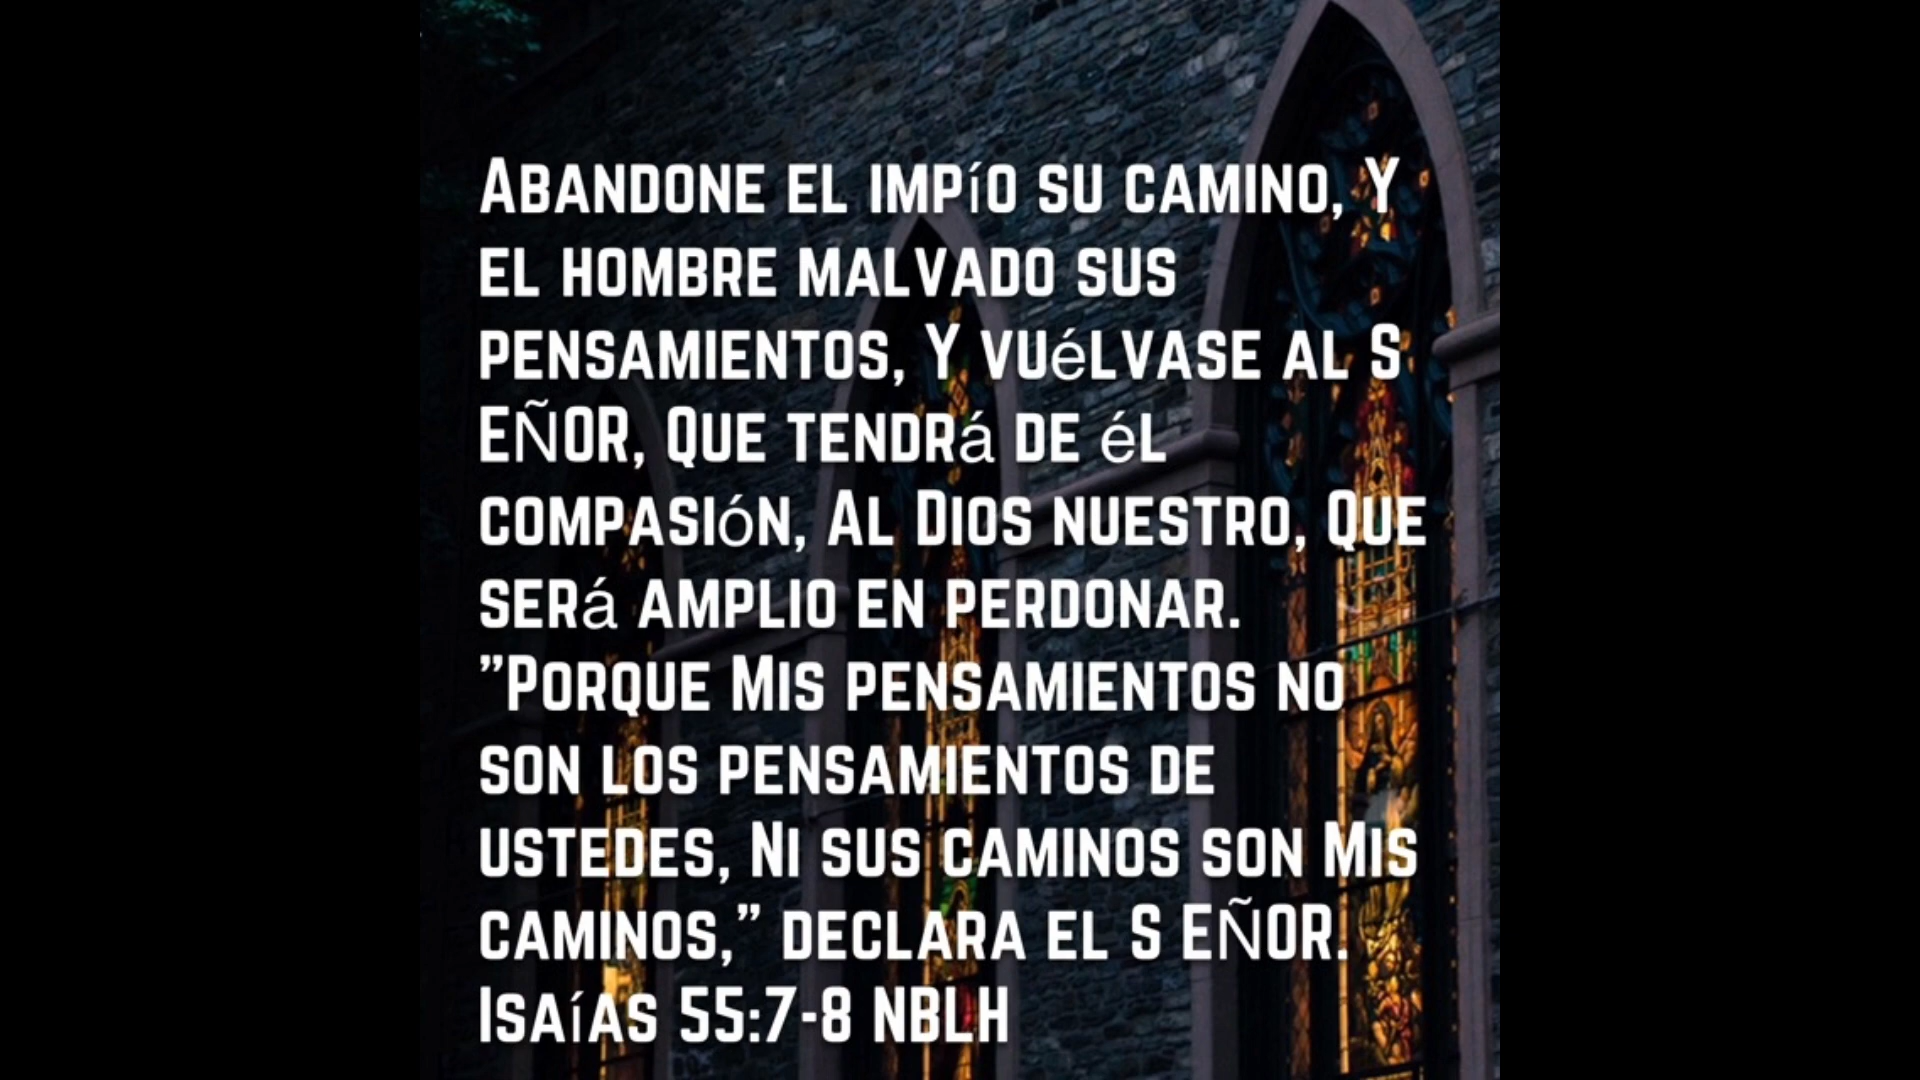 Abandone el impío su camino, Y
el hombre malvado sus
pensamientos, Y vuélvase al S
EÑOR, Que tendrá de él
compasión, Al Dios nuestro, Que
será amplio en perdonar.
”Porque Mis pensamientos no
son los pensamientos de
ustedes, Ni sus caminos son Mis
caminos,” declara el S EÑOR.
Isaías 55:7-8 NBLH